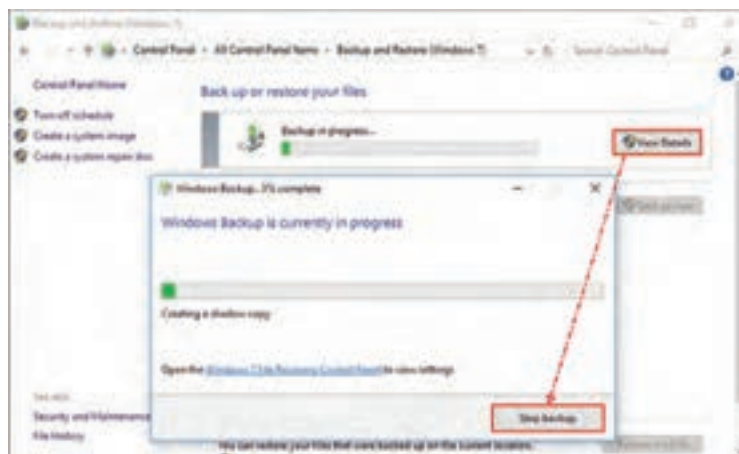 Backup and Restore (Windows 7)
Control Panel › All Control Panel Items › Backup and Restore (Windows 7)
Search Control Panel
Control Panel Home
Turn off schedule
Create a system image
Create a system repair disc
Back up or restore your files
Backup in progress...
View Details
Windows Backup...
Windows Backup is currently in progress
Creating a shadow copy
Open the Windows 7 File Recovery Control Panel to view settings
Stop backup
See also
Security and Maintenance
File History
You can restore your files that were backed up on the current location.